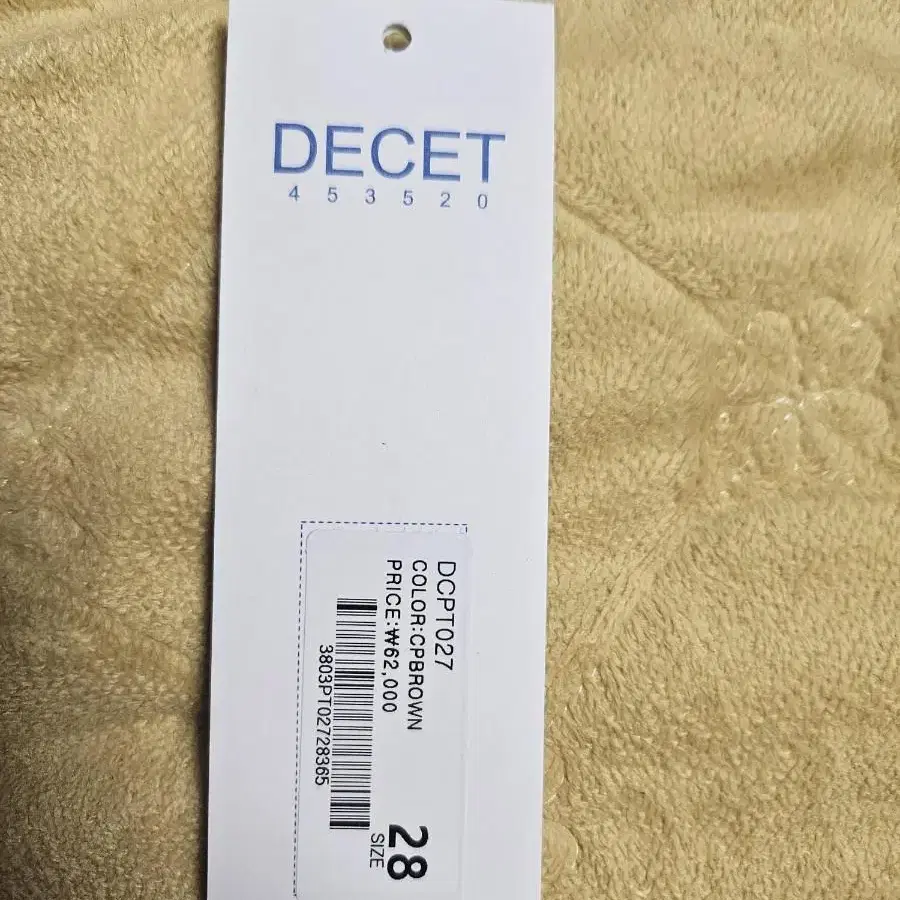 DECET
453520
DCPT027
COLOR:CPBROWN
PRICE:₩62,000
3803PT02728365
28
SIZE